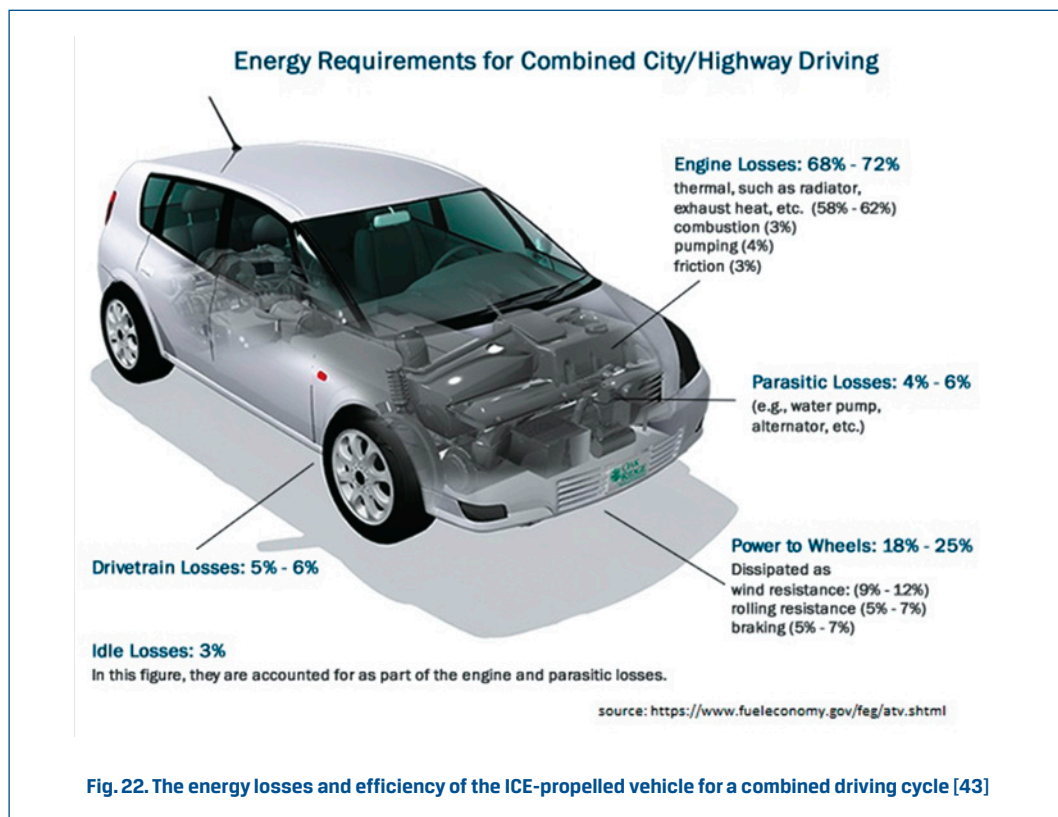 Energy Requirements for Combined City/Highway Driving
Engine Losses: 68% - 72%
thermal, such as radiator,
exhaust heat, etc. (58% - 62%)
combustion (3%)
pumping (4%)
friction (3%)
Parasitic Losses: 4% - 6%
(e.g., water pump,
alternator, etc.)
OAK
RIDGE
Power to Wheels: 18% - 25%
Dissipated as
wind resistance: (9% - 12%)
rolling resistance (5% - 7%)
braking (5% - 7%)
Drivetrain Losses: 5% - 6%
Idle Losses: 3%
In this figure, they are accounted for as part of the engine and parasitic losses.
source: https://www.fueleconomy.gov/feg/atv.shtml
Fig. 22. The energy losses and efficiency of the ICE-propelled vehicle for a combined driving cycle [43]